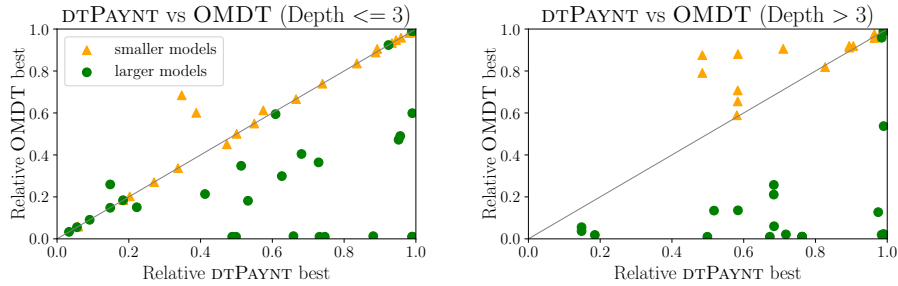 DTPAYNT vs OMDT (Depth <= 3)
1.0
0.8
0.6
0.4
0.2
0.0
Relative OMDT best
smaller models
larger models
0.0 0.2 0.4 0.6 0.8 1.0
Relative DTPAYNT best
DTPAYNT vs OMDT (Depth > 3)
1.0
0.8
0.6
0.4
0.2
0.0
Relative OMDT best
0.0 0.2 0.4 0.6 0.8 1.0
Relative DTPAYNT best